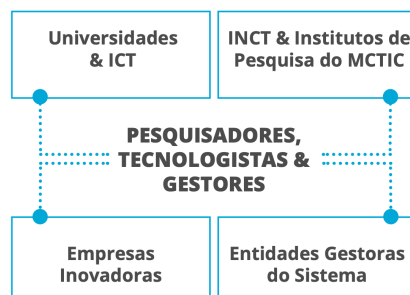 Universidades
& ICT
INCT & Institutos de
Pesquisa do MCTIC
PESQUISADORES,
TECNOLOGISTAS &
GESTORES
Empresas
Inovadoras
Entidades Gestoras
do Sistema